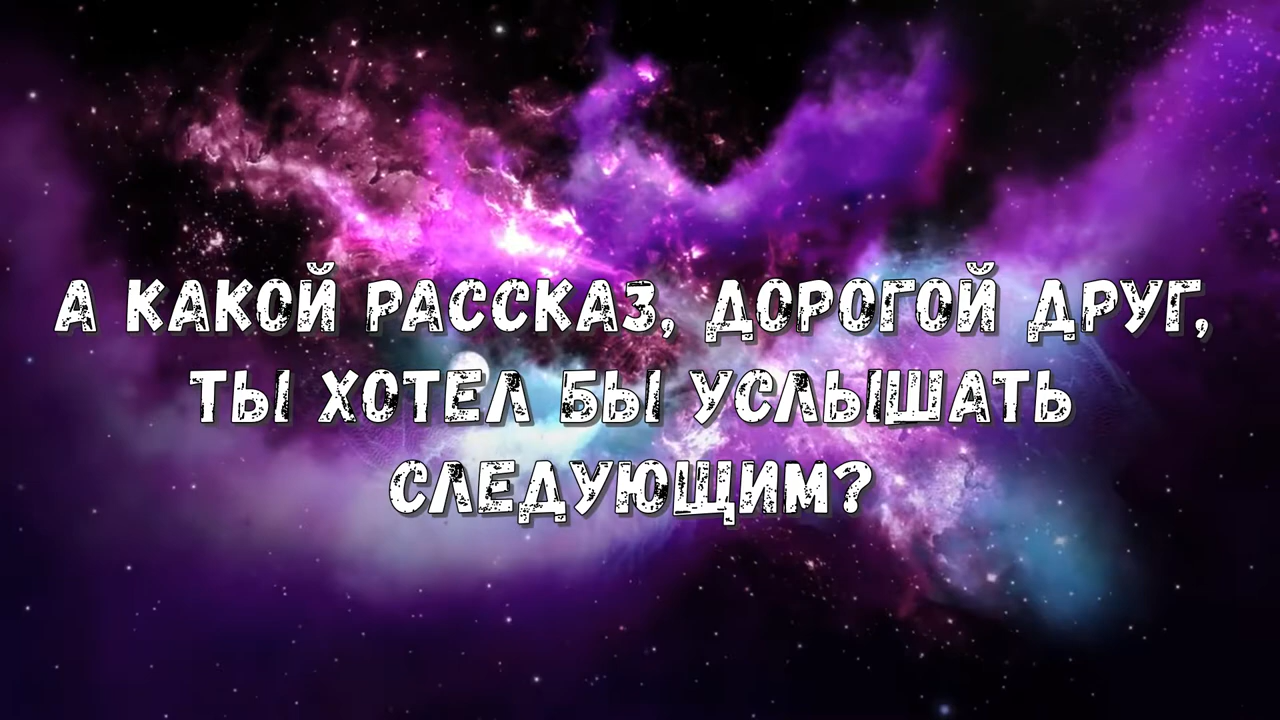 А КАКОЙ РАССКАЗ, ДОРОГОЙ ДРУГ,
ТЫ ХОТЕЛ БЫ УСЛЫШАТЬ
СЛЕДУЮЩИМ?